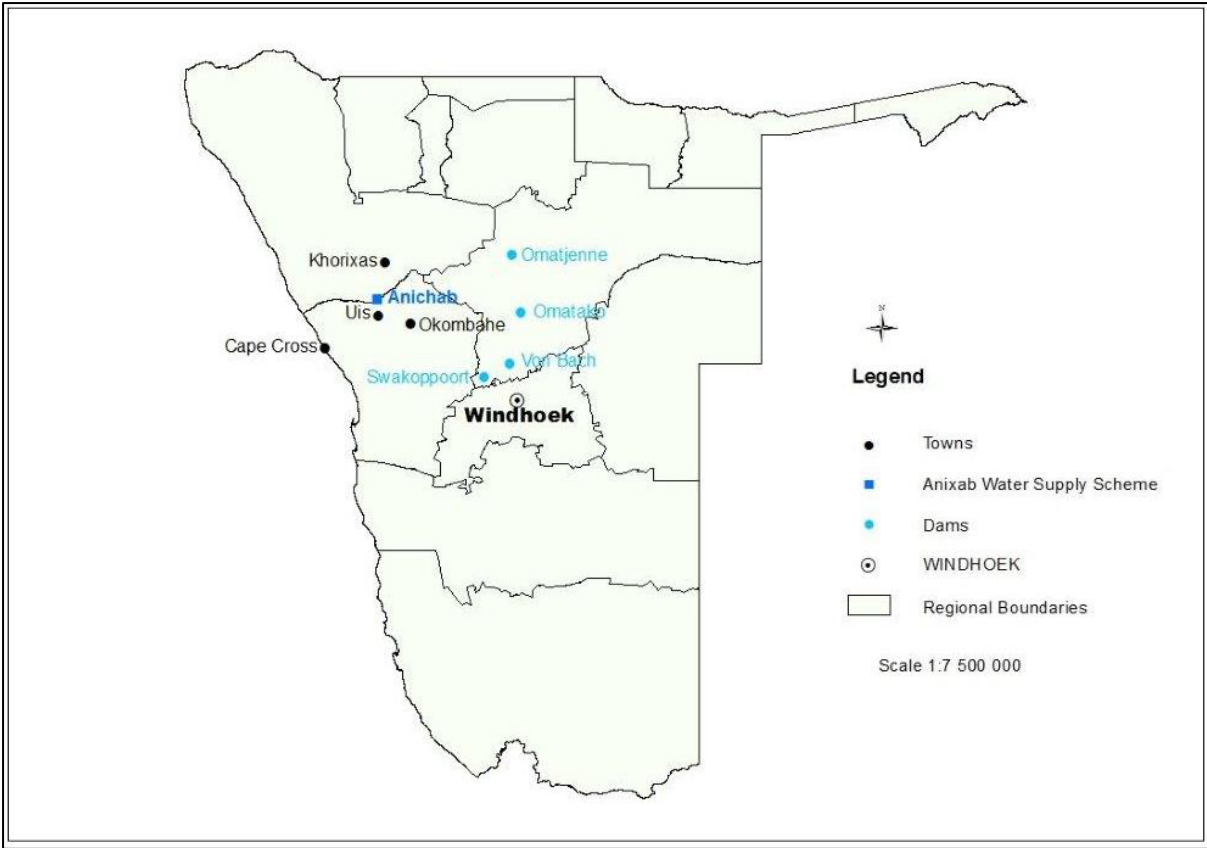 Khorixas
Omatjenne
Anichab
Uis
Omatako
Okombahe
Cape Cross
Von Bach
Swakoppoort
Windhoek
N
Legend
Towns
Anixab Water Supply Scheme
Dams
WINDHOEK
Regional Boundaries
Scale 1:7 500 000